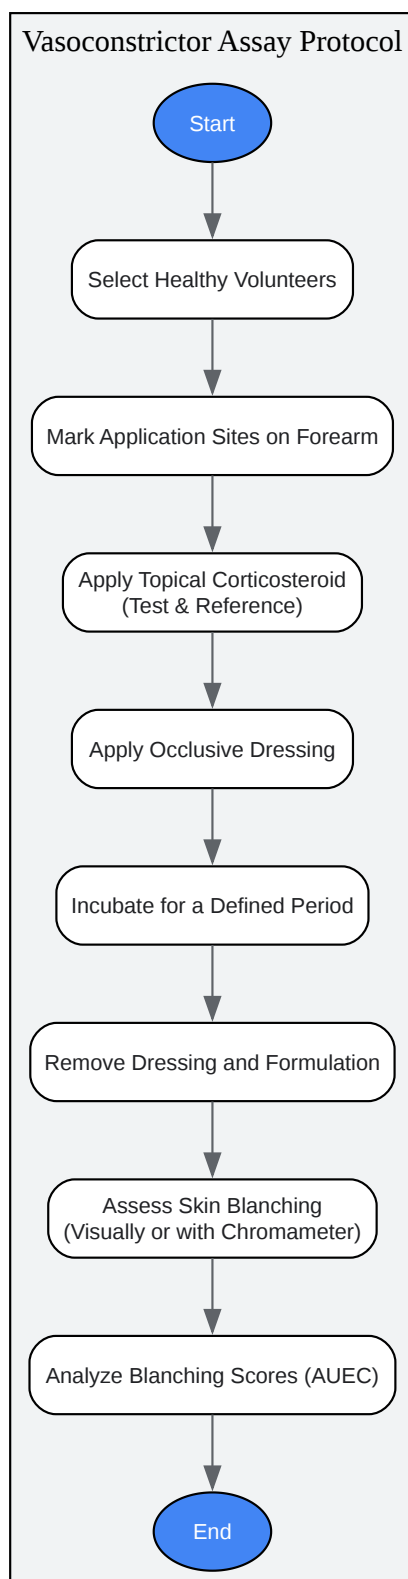 Vasoconstrictor Assay Protocol
Start
Select Healthy Volunteers
Mark Application Sites on Forearm
Apply Topical Corticosteroid
(Test & Reference)
Apply Occlusive Dressing
Incubate for a Defined Period
Remove Dressing and Formulation
Assess Skin Blanching
(Visually or with Chromameter)
Analyze Blanching Scores (AUEC)
End